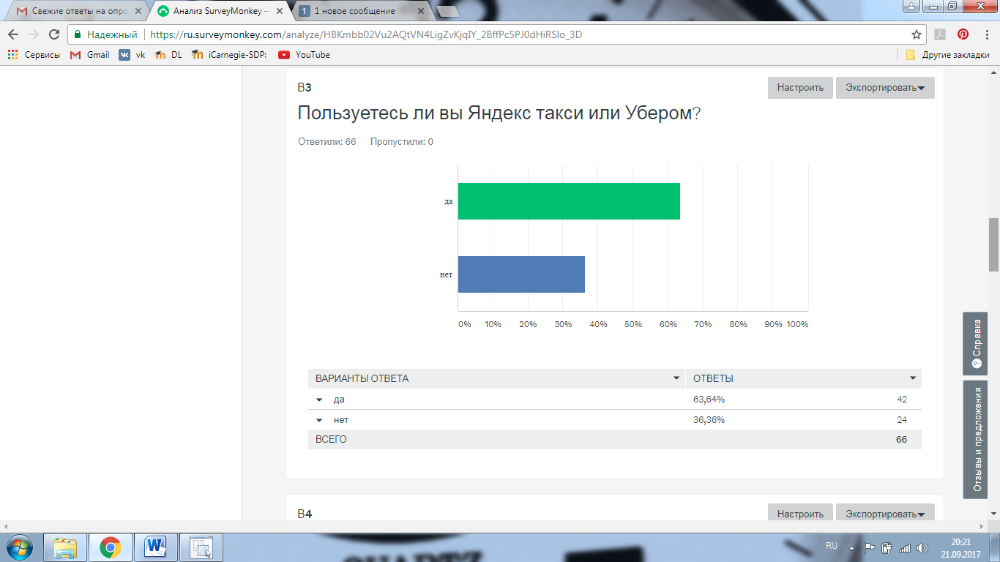 Свежие ответы на опро
Анализ SurveyMonkey –
1 новое сообщение
Надежный
https://ru.surveymonkey.com/analyze/HBKmbb02Vu2AQtVN4LigZvKjqIY_2BffPc5PJ0dHiRSlo_3D
Сервисы Gmail vk DL iCarnegie-SDP: YouTube Другие закладки
В3
Настроить Экспортировать
Пользуетесь ли вы Яндекс такси или Убером?
Ответили: 66 Пропустили: 0
да
нет
0% 10% 20% 30% 40% 50% 60% 70% 80% 90% 100%
ВАРИАНТЫ ОТВЕТА ОТВЕТЫ
да 63,64% 42
нет 36,36% 24
ВСЕГО 66
Справка
Отзывы и предложения
В4
Настроить Экспортировать
RU
20:21
21.09.2017